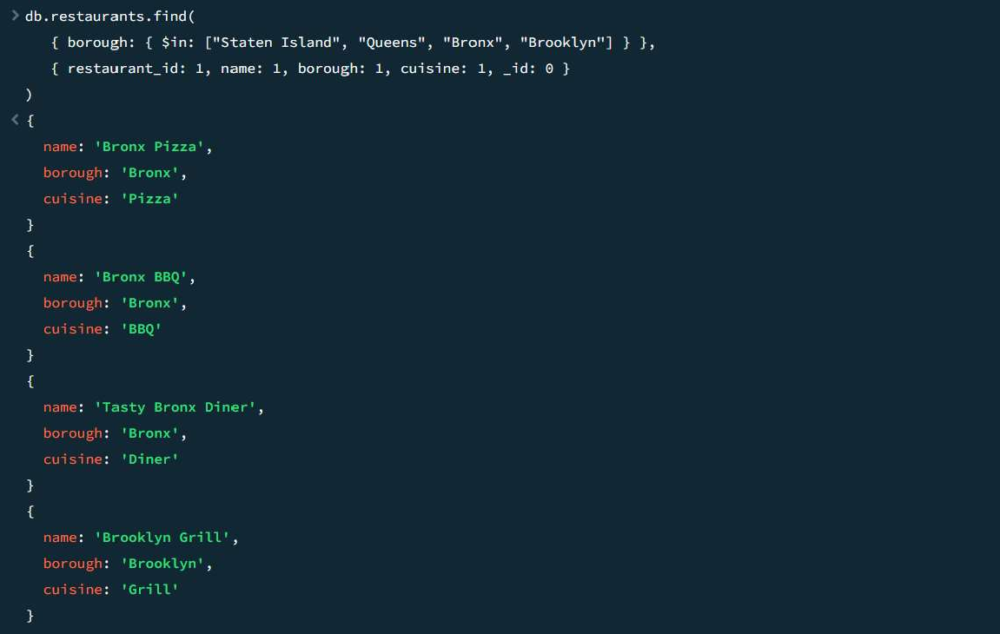 > db.restaurants.find(
{ borough: { $in: ["Staten Island", "Queens", "Bronx", "Brooklyn"] } },
{ restaurant_id: 1, name: 1, borough: 1, cuisine: 1, _id: 0 }
)
< {
name: 'Bronx Pizza',
borough: 'Bronx',
cuisine: 'Pizza'
}
{
name: 'Bronx BBQ',
borough: 'Bronx',
cuisine: 'BBQ'
}
{
name: 'Tasty Bronx Diner',
borough: 'Bronx',
cuisine: 'Diner'
}
{
name: 'Brooklyn Grill',
borough: 'Brooklyn',
cuisine: 'Grill'
}